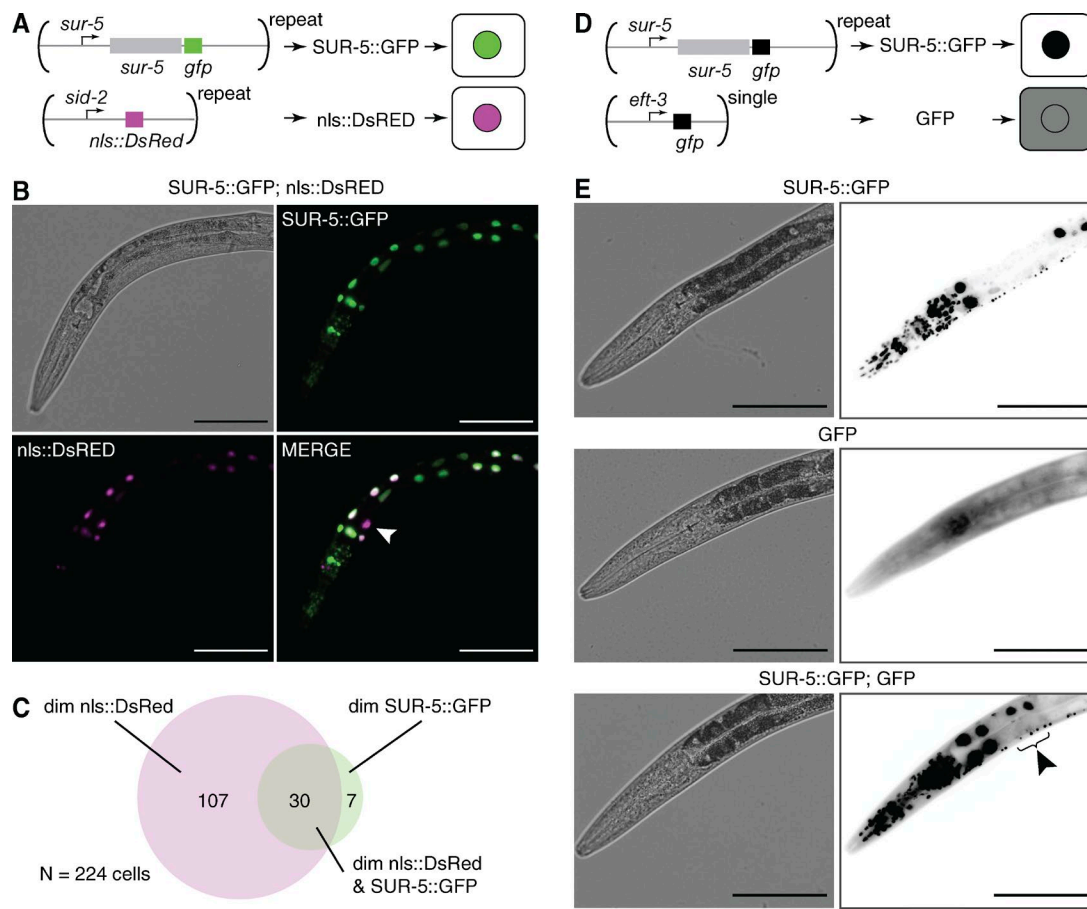 A
sur-5
repeat
SUR-5::GFP
sur-5
gfp
sid-2
repeat
nls::DsRED
nls::DsRed
B
SUR-5::GFP; nls::DsRED
SUR-5::GFP
nls::DsRED
MERGE
C
dim nls::DsRed
dim SUR-5::GFP
107
30
7
N = 224 cells
dim nls::DsRed
& SUR-5::GFP
D
sur-5
repeat
SUR-5::GFP
sur-5
gfp
eft-3
single
GFP
gfp
E
SUR-5::GFP
GFP
SUR-5::GFP; GFP